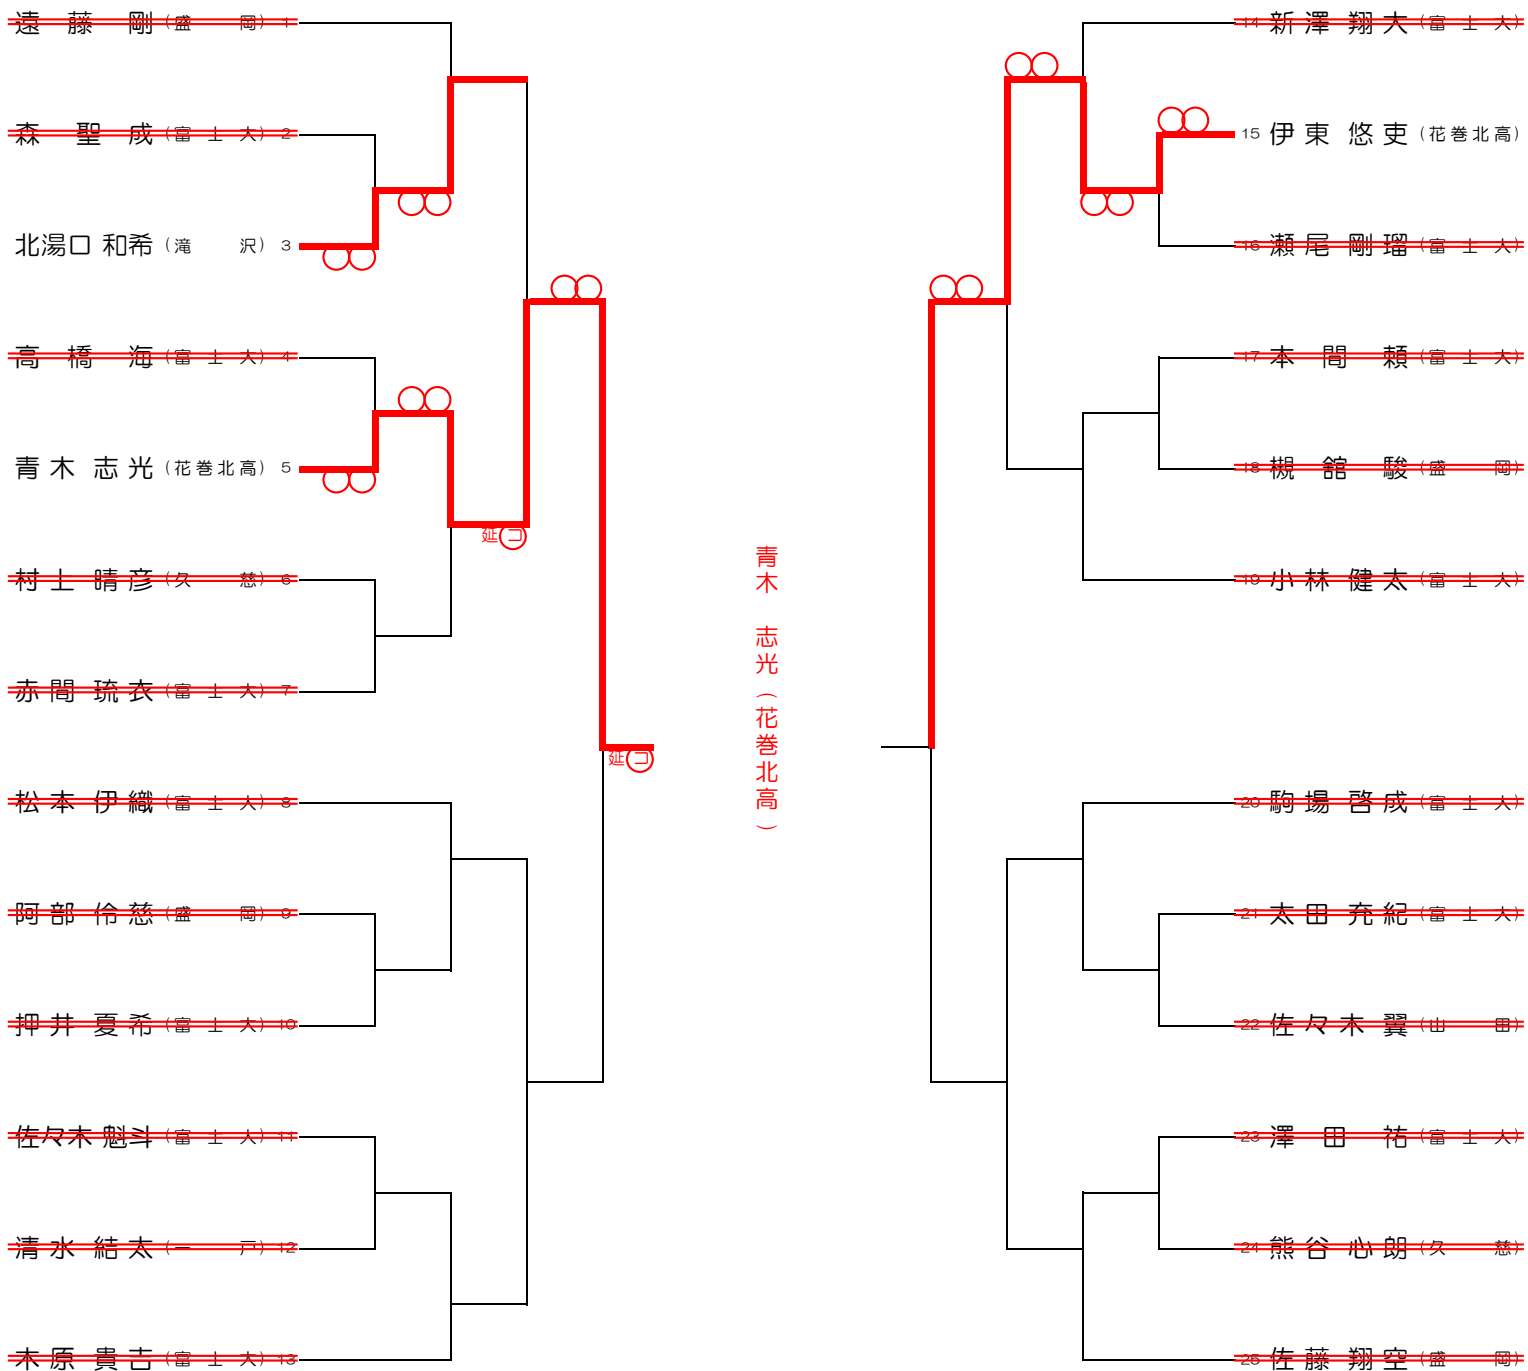 遠藤 剛 (盛岡) 1
森 聖成 (富士大) 2
北湯口 和希 (滝沢) 3
高橋 海 (富士大) 4
青木 志光 (花巻北高) 5
村上 晴彦 (久慈) 6
赤間 琉衣 (富士大) 7
松本 伊織 (富士大) 8
阿部 伶慈 (盛岡) 9
押井 夏希 (富士大) 10
佐々木 魁斗 (富士大) 11
清水 結太 (一戸) 12
木原 貴吉 (富士大) 13
延コ
延コ
青木 志光(花巻北高)
14 新澤 翔大 (富士大)
15 伊東 悠吏 (花巻北高)
16 瀬尾 剛瑠 (富士大)
17 本間 頼 (富士大)
18 槻舘 駿 (盛岡)
19 小林 健太 (富士大)
20 駒場 啓成 (富士大)
21 太田 充紀 (富士大)
22 佐々木 翼 (山田)
23 澤田 祐 (富士大)
24 熊谷 心朗 (久慈)
25 佐藤 翔空 (盛岡)